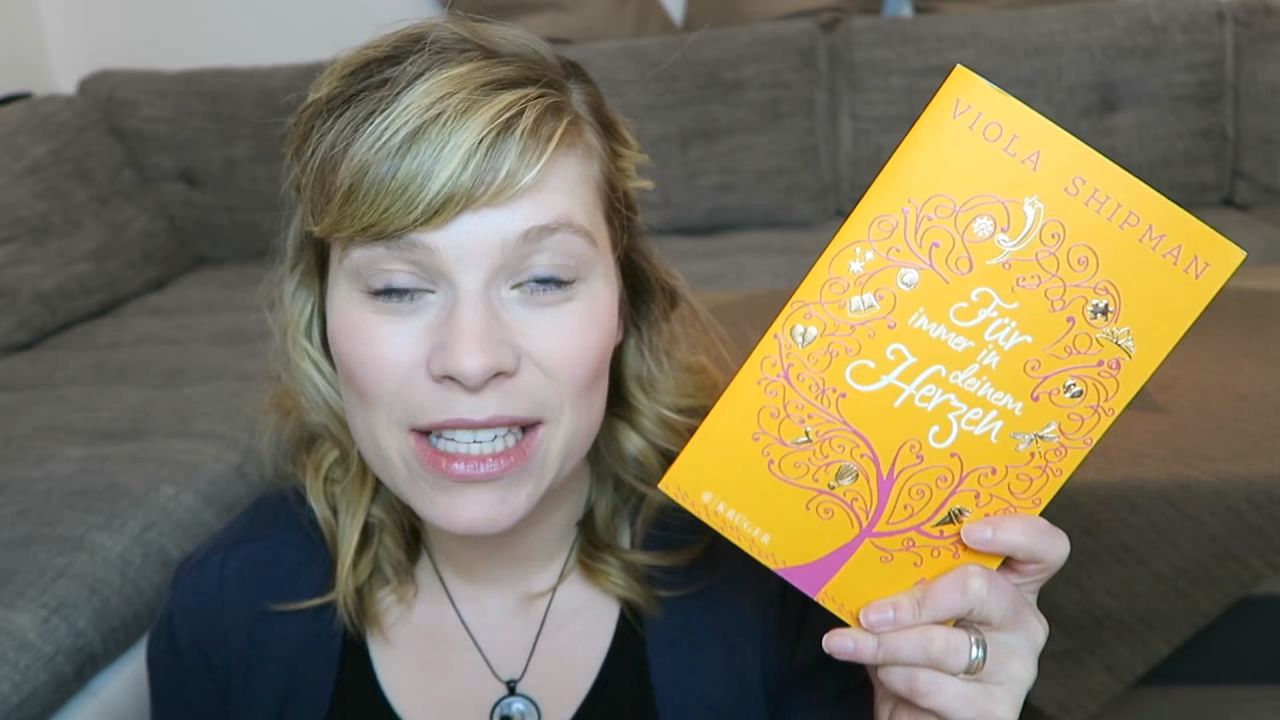 VIOLA SHIPMAN
Für
immer in
deinem
Herzen
KRÜGER